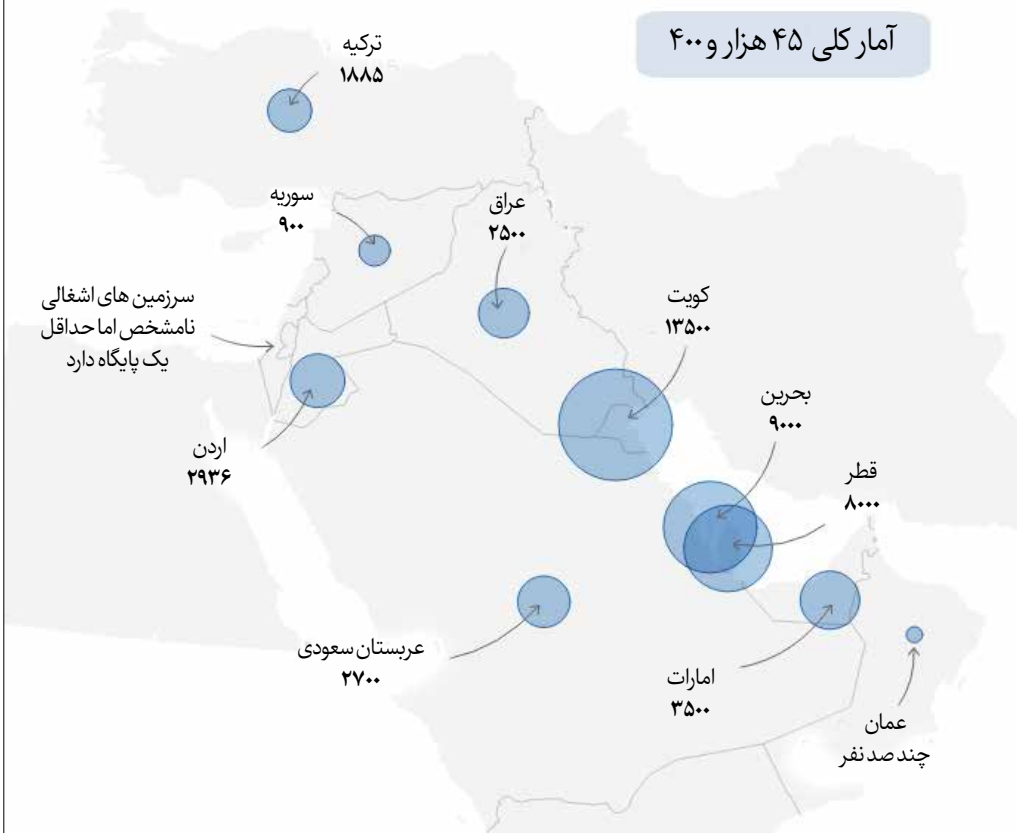 آمار کلی ۴۵ هزار و ۴۰۰
ترکیه
۱۸۸۵
سوریه
۹۰۰
عراق
۲۵۰۰
سرزمین های اشغالی
نامشخص اما حداقل
یک پایگاه دارد
کویت
۱۳۵۰۰
بحرین
۹۰۰۰
اردن
۲۹۳۶
قطر
۸۰۰۰
عربستان سعودی
۲۷۰۰
امارات
۳۵۰۰
عمان
چند صد نفر